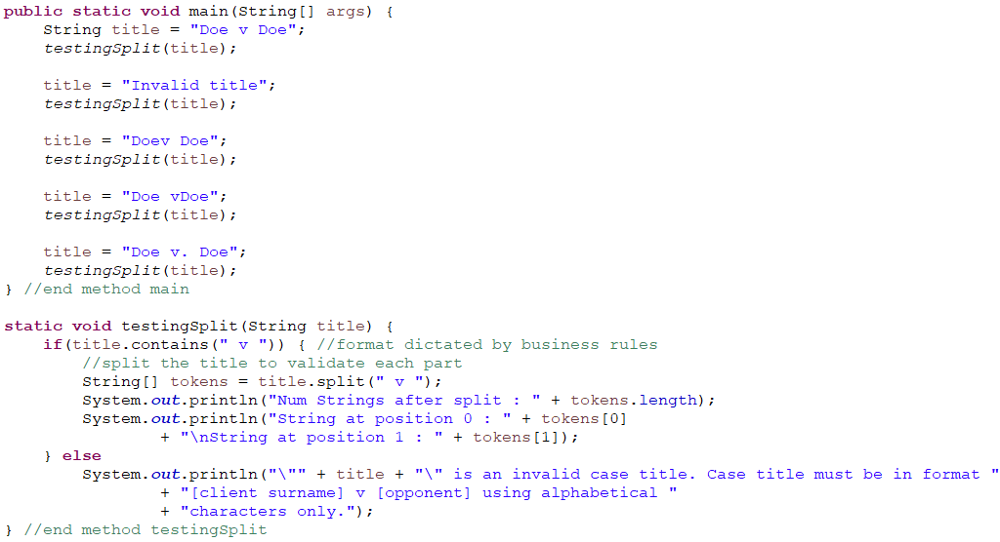 public static void main(String[] args) {
    String title = "Doe v Doe";
    testingSplit(title);

    title = "Invalid title";
    testingSplit(title);

    title = "Doev Doe";
    testingSplit(title);

    title = "Doe vDoe";
    testingSplit(title);

    title = "Doe v. Doe";
    testingSplit(title);
} //end method main

static void testingSplit(String title) {
    if(title.contains(" v ")) { //format dictated by business rules
        //split the title to validate each part
        String[] tokens = title.split(" v ");
        System.out.println("Num Strings after split : " + tokens.length);
        System.out.println("String at position 0 : " + tokens[0]
                + "\nString at position 1 : " + tokens[1]);
    } else
        System.out.println("\"" + title + "\" is an invalid case title. Case title must be in format "
                + "[client surname] v [opponent] using alphabetical "
                + "characters only.");
} //end method testingSplit